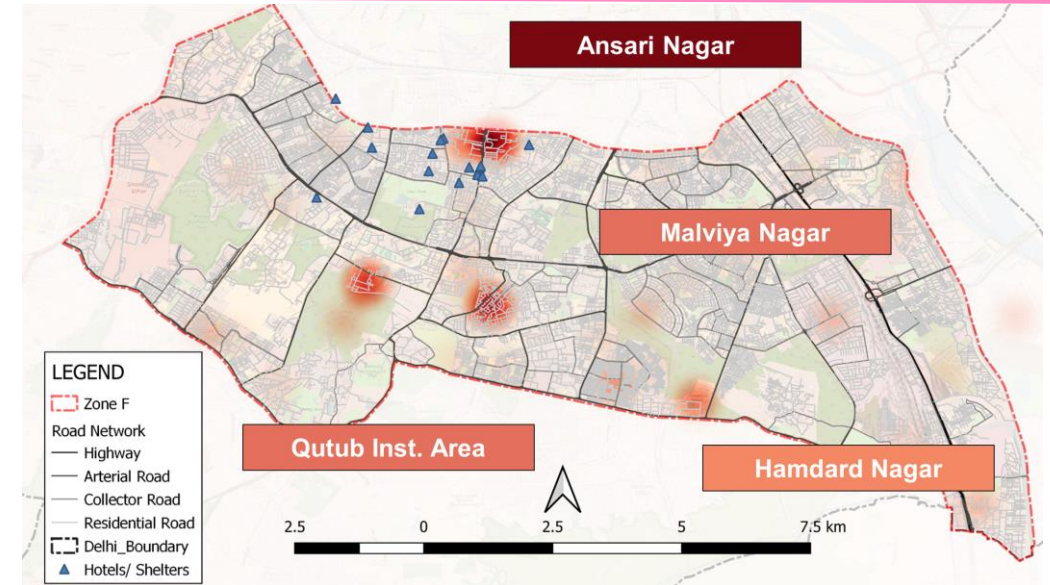 Ansari Nagar
Malviya Nagar
Qutub Inst. Area
Hamdard Nagar
LEGEND
Zone F
Road Network
Highway
Arterial Road
Collector Road
Residential Road
Delhi_Boundary
Hotels/ Shelters
2.5 0 2.5 5 7.5 km